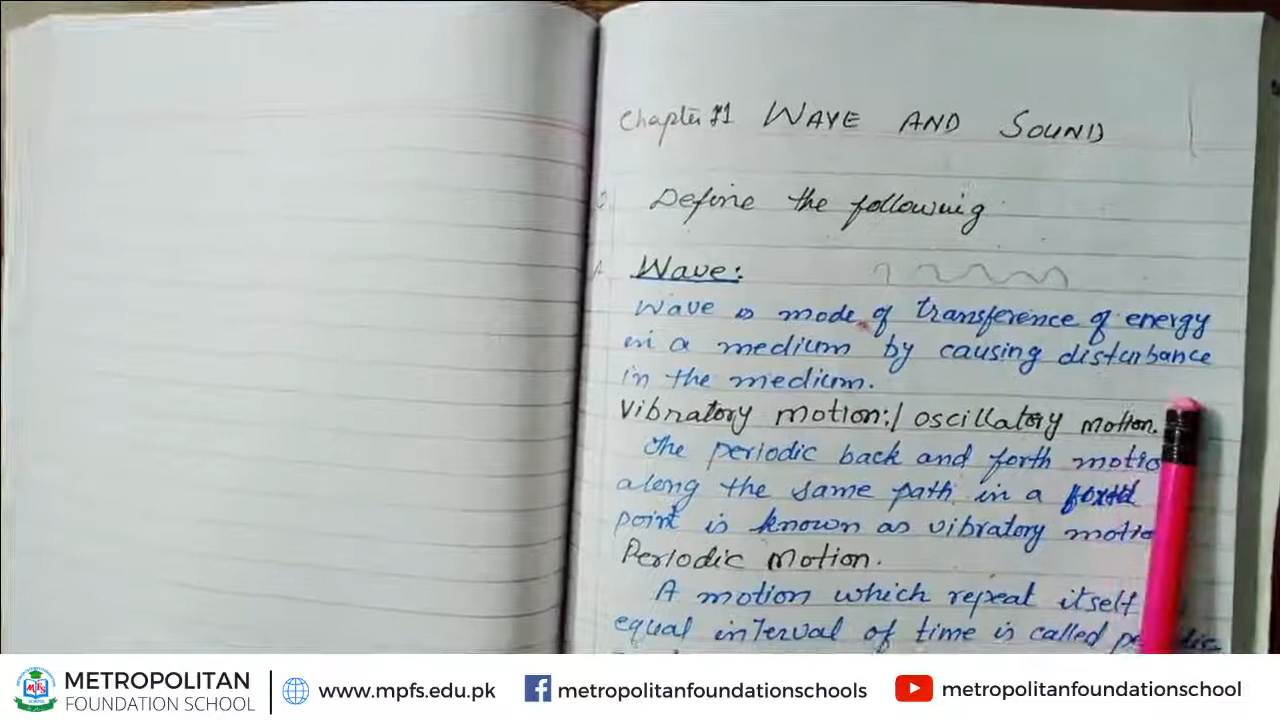 Chapter 11 WAVE AND SOUND
Define the following
Wave:
Wave is mode of transference of energy
in a medium by causing disturbance
in the medium.
Vibratory motion:/ oscillatory motion.
The periodic back and forth motio
along the same path in a
point is known as vibratory motio
Periodic Motion.
A motion which repeat itself
equal interval of time is called
METROPOLITAN
FOUNDATION SCHOOL
www.mpfs.edu.pk
metropolitanfoundationschools
metropolitanfoundationschool